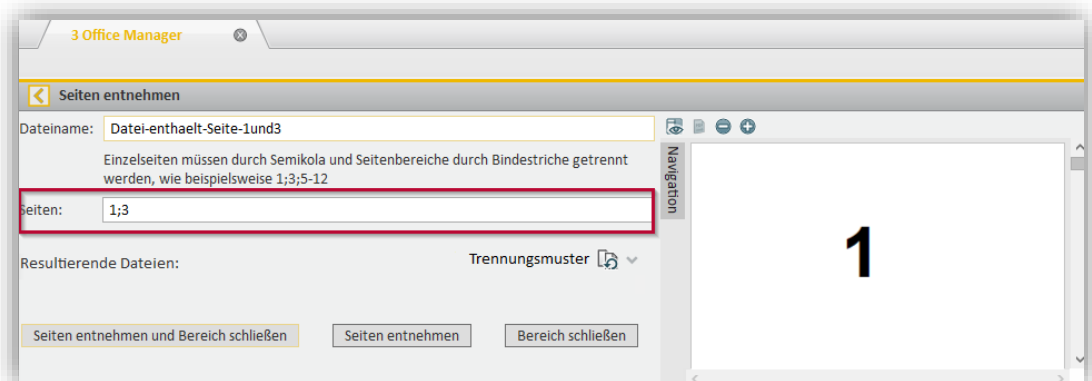 3 Office Manager
Seiten entnehmen
Dateiname: Datei-enthaelt-Seite-1und3
Einzelseiten müssen durch Semikola und Seitenbereiche durch Bindestriche getrennt
werden, wie beispielsweise 1;3;5-12
Seiten: 1;3
Resultierende Dateien: Trennungsmuster
Seiten entnehmen und Bereich schließen Seiten entnehmen Bereich schließen
Navigation
1